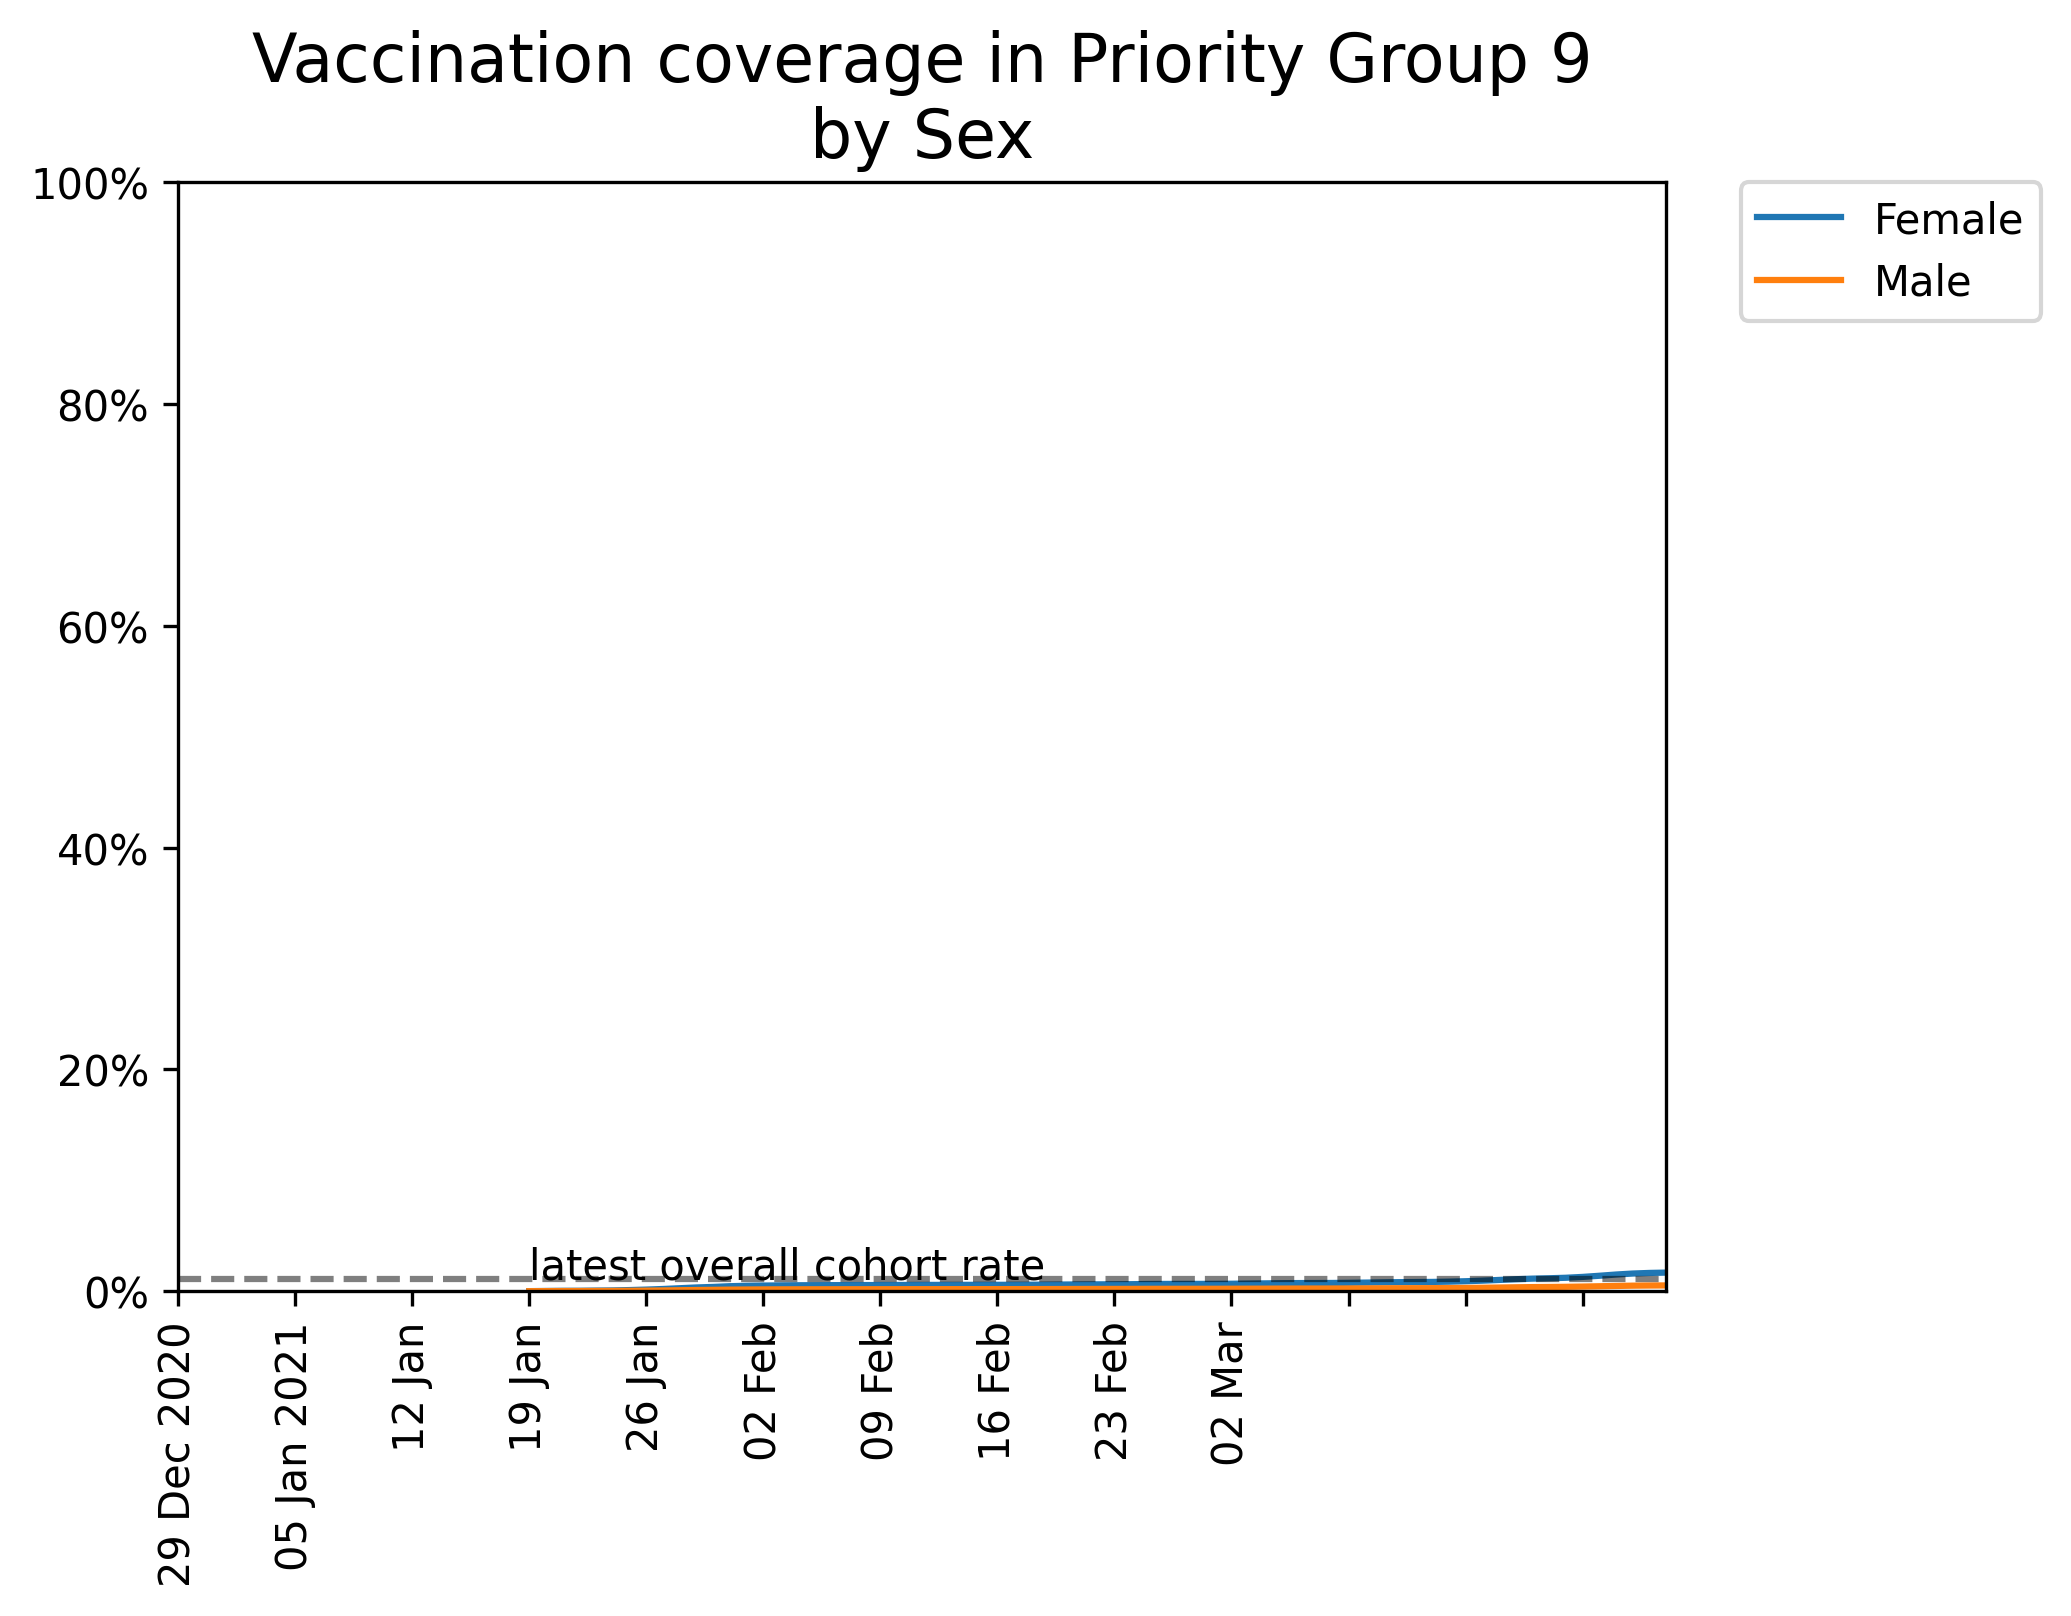 Vaccination coverage in Priority Group 9
by Sex
100%
80%
60%
40%
20%
0%
latest overall cohort rate
Female
Male
29 Dec 2020
05 Jan 2021
12 Jan
19 Jan
26 Jan
02 Feb
09 Feb
16 Feb
23 Feb
02 Mar